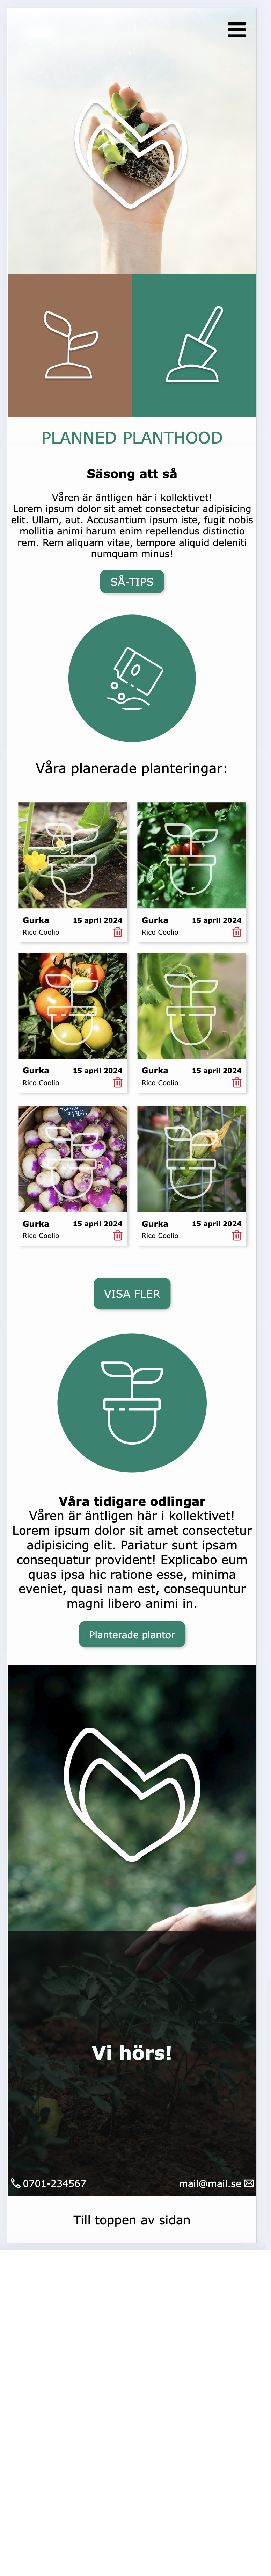 PLANNED PLANTHOOD
Säsong att så
Våren är äntligen här i kollektivet!
Lorem ipsum dolor sit amet consectetur adipisicing
elit. Ullam, aut. Accusantium ipsum iste, fugit nobis
mollitia animi harum enim repellendus distinctio
rem. Rem aliquam vitae, tempore aliquid deleniti
numquam minus!
SÅ-TIPS
Våra planerade planteringar:
Gurka 15 april 2024
Rico Coolio
Gurka 15 april 2024
Rico Coolio
Gurka 15 april 2024
Rico Coolio
Gurka 15 april 2024
Rico Coolio
Gurka 15 april 2024
Rico Coolio
Gurka 15 april 2024
Rico Coolio
VISA FLER
Våra tidigare odlingar
Våren är äntligen här i kollektivet!
Lorem ipsum dolor sit amet consectetur
adipisicing elit. Pariatur sunt ipsam
consequatur provident! Explicabo eum
quas ipsa hic ratione esse, minima
eveniet, quasi nam est, consequuntur
magni libero animi in.
Planterade plantor
Vi hörs!
0701-234567
mail@mail.se
Till toppen av sidan